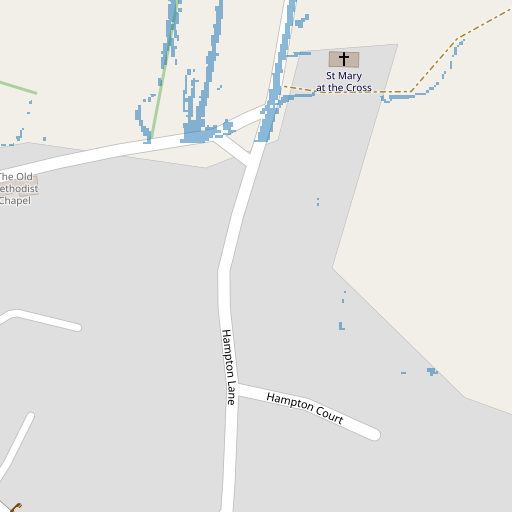 St Mary
at the Cross
The Old
ethodist
Chapel
Hampton Lane
Hampton Court